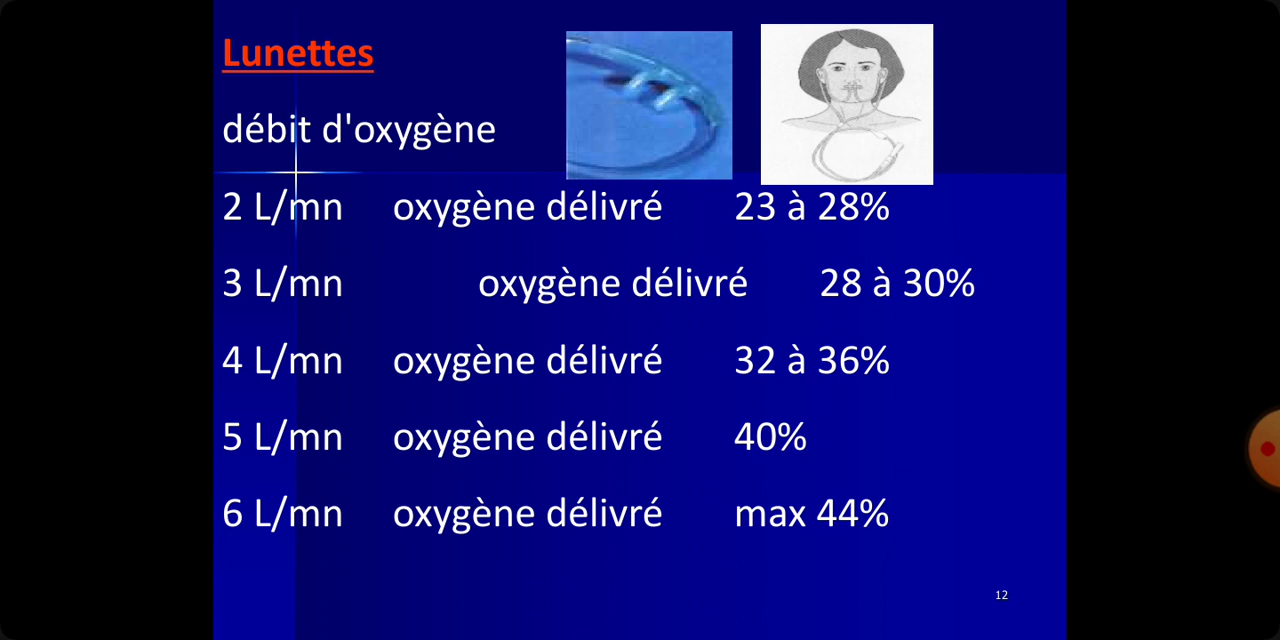 Lunettes
débit d'oxygène
2 L/mn oxygène délivré 23 à 28%
3 L/mn oxygène délivré 28 à 30%
4 L/mn oxygène délivré 32 à 36%
5 L/mn oxygène délivré 40%
6 L/mn oxygène délivré max 44%
12